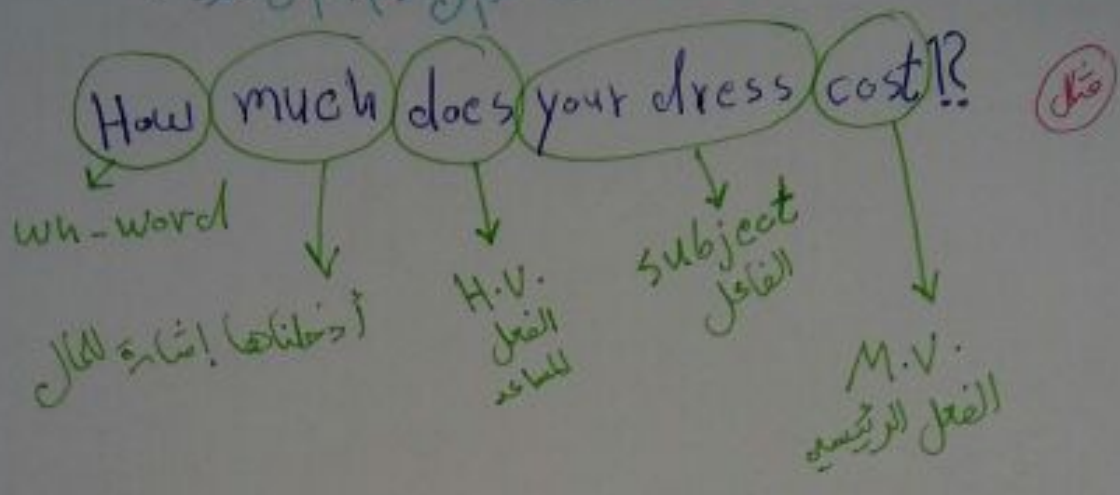 How much does your dress cost!?
مثال
wh-word
أدخلناها إشارة للمال
H.V.
الفعل
المساعد
subject
الفاعل
M.V.
الفعل الرئيسي